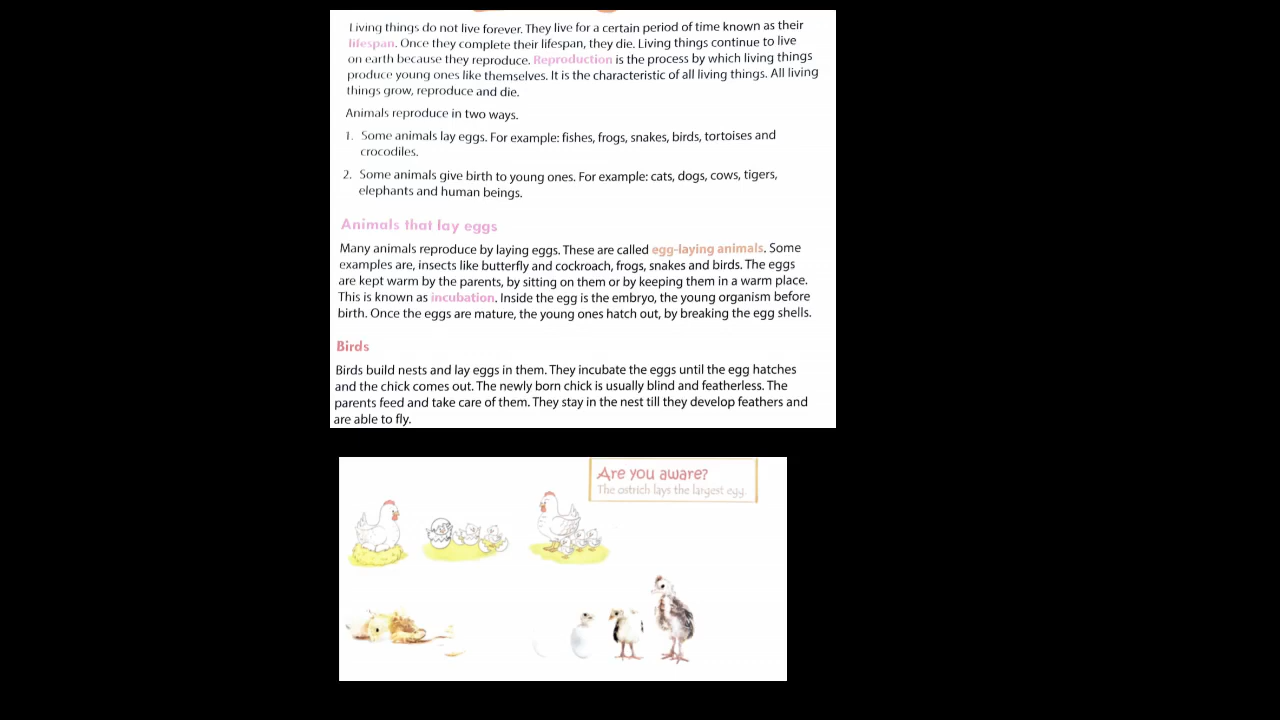 Living things do not live forever. They live for a certain period of time known as their
lifespan. Once they complete their lifespan, they die. Living things continue to live
on earth because they reproduce. Reproduction is the process by which living things
produce young ones like themselves. It is the characteristic of all living things. All living
things grow, reproduce and die.
Animals reproduce in two ways.
1. Some animals lay eggs. For example: fishes, frogs, snakes, birds, tortoises and
crocodiles.
2. Some animals give birth to young ones. For example: cats, dogs, cows, tigers,
elephants and human beings.
Animals that lay eggs
Many animals reproduce by laying eggs. These are called egg-laying animals. Some
examples are, insects like butterfly and cockroach, frogs, snakes and birds. The eggs
are kept warm by the parents, by sitting on them or by keeping them in a warm place.
This is known as incubation. Inside the egg is the embryo, the young organism before
birth. Once the eggs are mature, the young ones hatch out, by breaking the egg shells.
Birds
Birds build nests and lay eggs in them. They incubate the eggs until the egg hatches
and the chick comes out. The newly born chick is usually blind and featherless. The
parents feed and take care of them. They stay in the nest till they develop feathers and
are able to fly.
Are you aware?
The ostrich lays the largest egg.